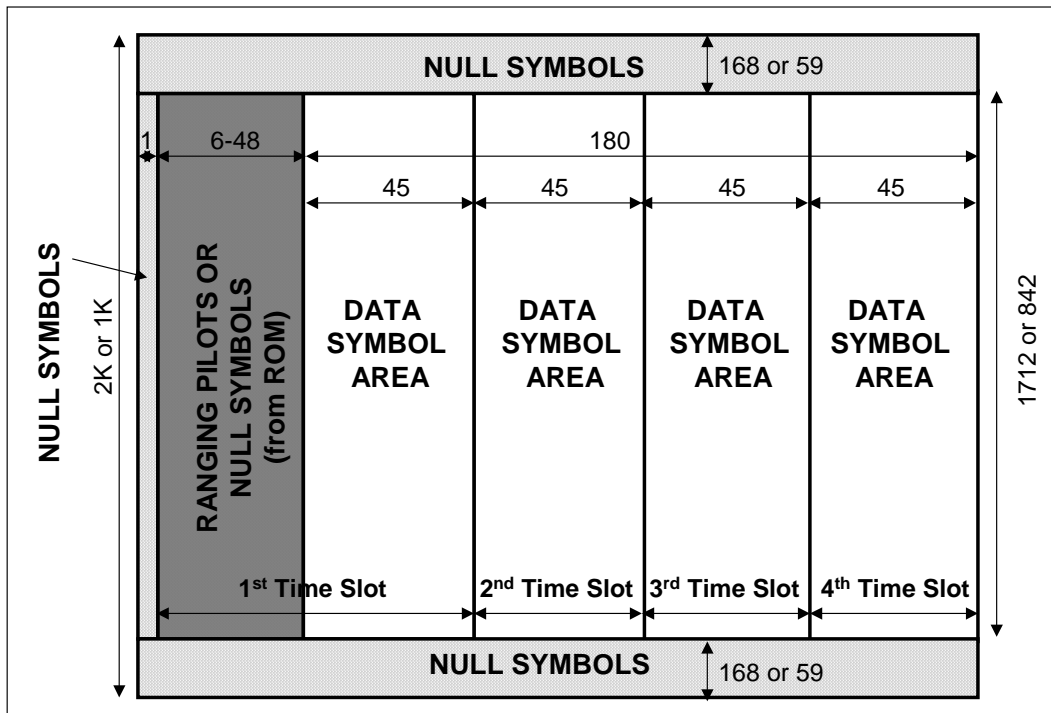 NULL SYMBOLS
168 or 59
1
6-48
180
45
45
45
45
NULL SYMBOLS
2K or 1K
RANGING PILOTS OR
NULL SYMBOLS
(from ROM)
DATA
SYMBOL
AREA
DATA
SYMBOL
AREA
DATA
SYMBOL
AREA
DATA
SYMBOL
AREA
1712 or 842
1st Time Slot
2nd Time Slot
3rd Time Slot
4th Time Slot
NULL SYMBOLS
168 or 59